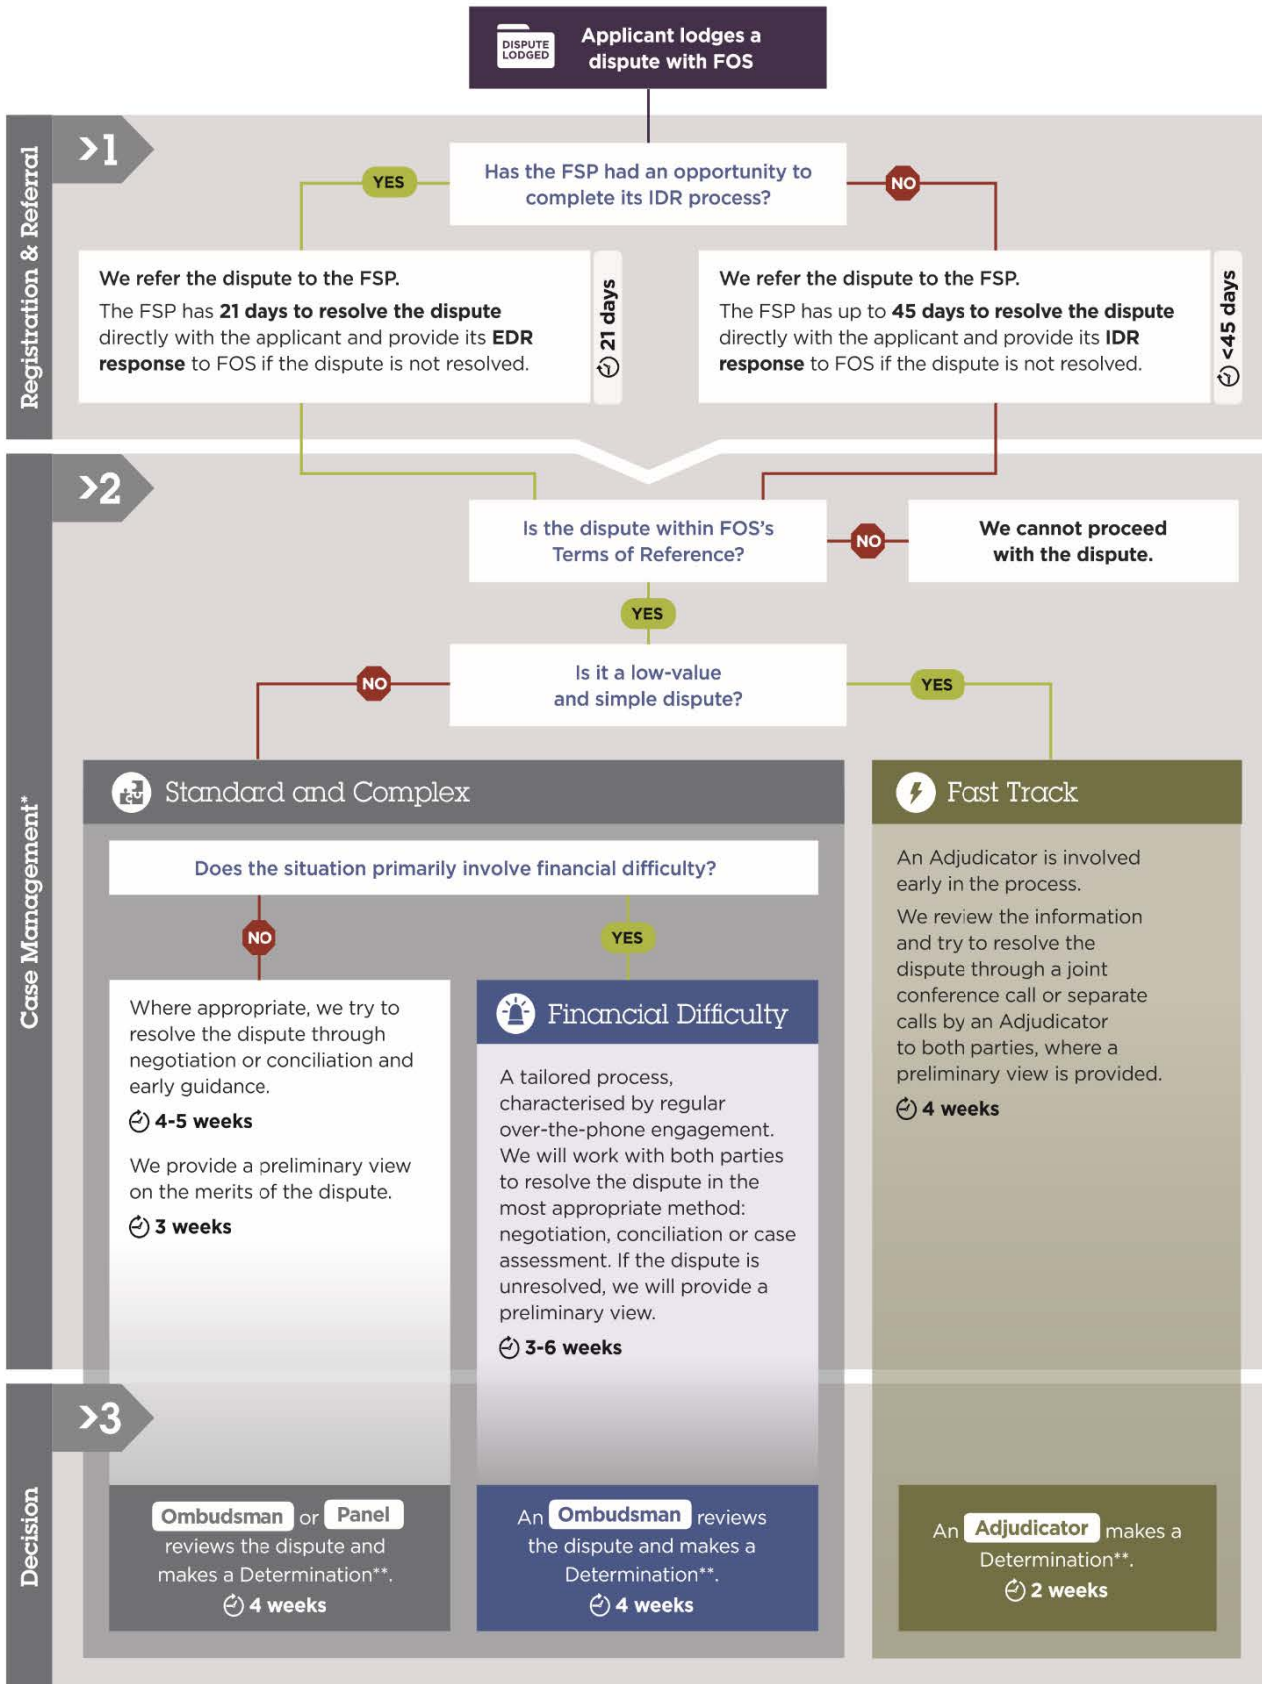 DISPUTE
LODGED
Applicant lodges a
dispute with FOS
>1
Registration & Referral
Has the FSP had an opportunity to
complete its IDR process?
YES
NO
We refer the dispute to the FSP.
The FSP has 21 days to resolve the dispute
directly with the applicant and provide its EDR
response to FOS if the dispute is not resolved.
21 days
We refer the dispute to the FSP.
The FSP has up to 45 days to resolve the dispute
directly with the applicant and provide its IDR
response to FOS if the dispute is not resolved.
<45 days
>2
Case Management*
Is the dispute within FOS's
Terms of Reference?
NO
We cannot proceed
with the dispute.
YES
Is it a low-value
and simple dispute?
NO
YES
Standard and Complex
Does the situation primarily involve financial difficulty?
NO
YES
Where appropriate, we try to
resolve the dispute through
negotiation or conciliation and
early guidance.
4-5 weeks
We provide a preliminary view
on the merits of the dispute.
3 weeks
Financial Difficulty
A tailored process,
characterised by regular
over-the-phone engagement.
We will work with both parties
to resolve the dispute in the
most appropriate method:
negotiation, conciliation or case
assessment. If the dispute is
unresolved, we will provide a
preliminary view.
3-6 weeks
Fast Track
An Adjudicator is involved
early in the process.
We review the information
and try to resolve the
dispute through a joint
conference call or separate
calls by an Adjudicator
to both parties, where a
preliminary view is provided.
4 weeks
>3
Decision
Ombudsman or Panel
reviews the dispute and
makes a Determination**.
4 weeks
An Ombudsman reviews
the dispute and makes a
Determination**.
4 weeks
An Adjudicator makes a
Determination**.
2 weeks